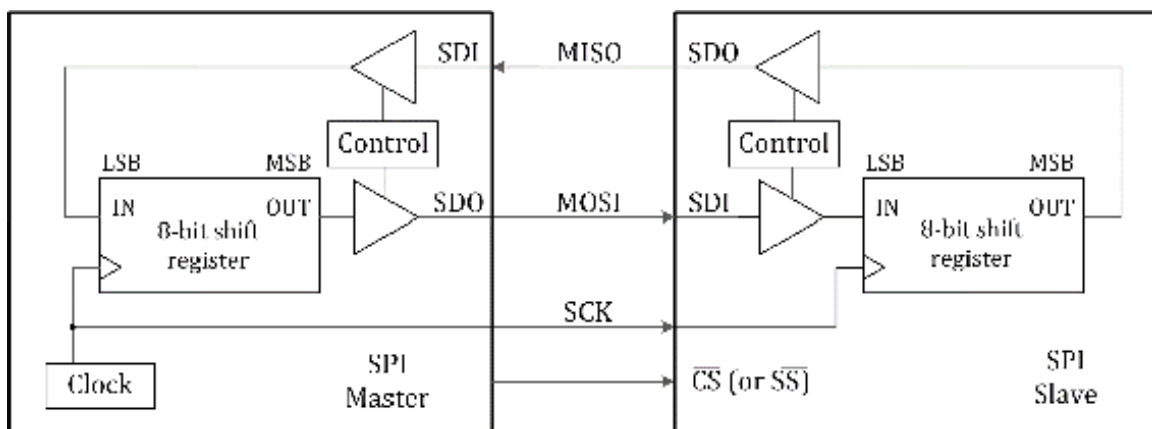 SDI MISO SDO
Control Control
LSB MSB LSB MSB
IN OUT SDO MOSI SDI IN OUT
8-bit shift 8-bit shift
register register
SCK
Clock
SPI
Master
CS (or SS)
SPI
Slave